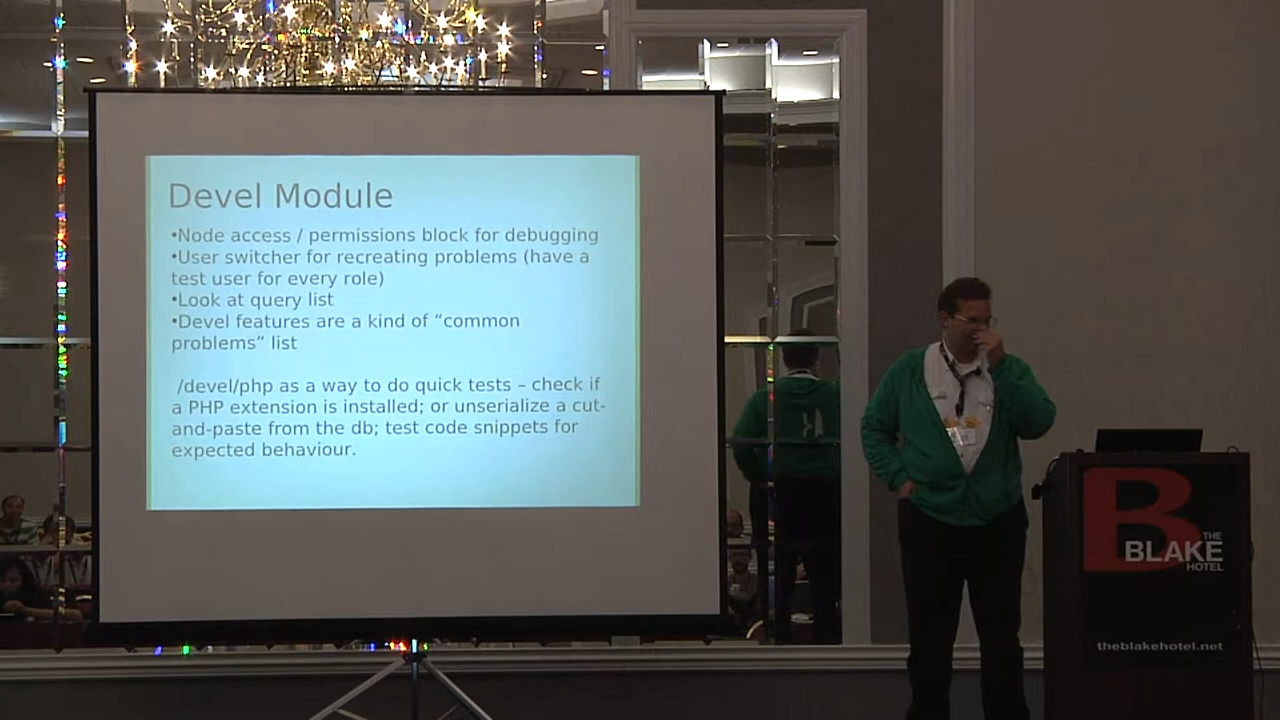 Devel Module
•Node access / permissions block for debugging
•User switcher for recreating problems (have a
test user for every role)
•Look at query list
•Devel features are a kind of “common
problems” list
/devel/php as a way to do quick tests – check if
a PHP extension is installed; or unserialize a cut-
and-paste from the db; test code snippets for
expected behaviour.
B
THE
BLAKE
HOTEL
theblakehotel.net